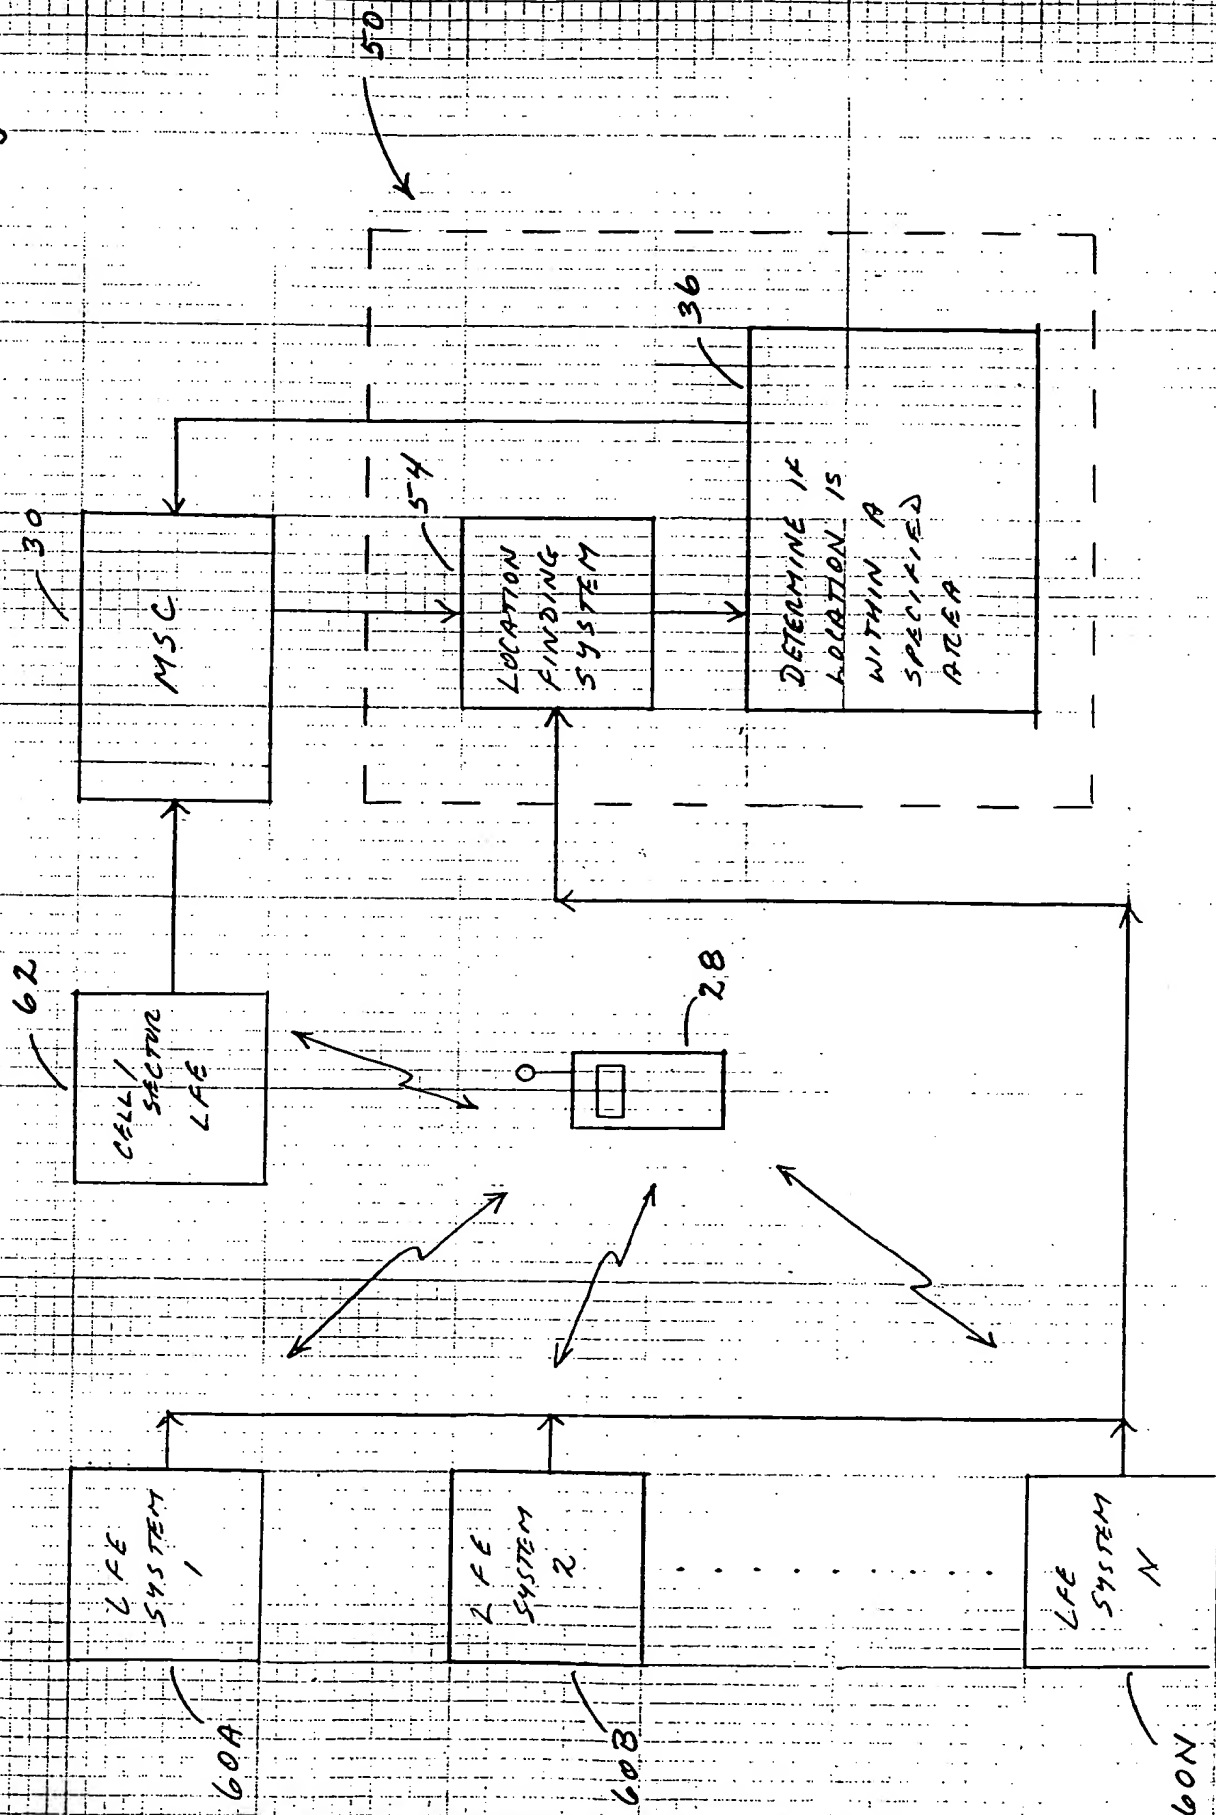 50
62
30
CELL/
SECTOR
LFE
MSC
54
36
LOCATION
FINDING
SYSTEM
DETERMINE IF
LOCATION IS
WITHIN A
SPECIFIED
AREA
28
LFE
SYSTEM
1
60A
LFE
SYSTEM
2
60B
LFE
SYSTEM
N
60N